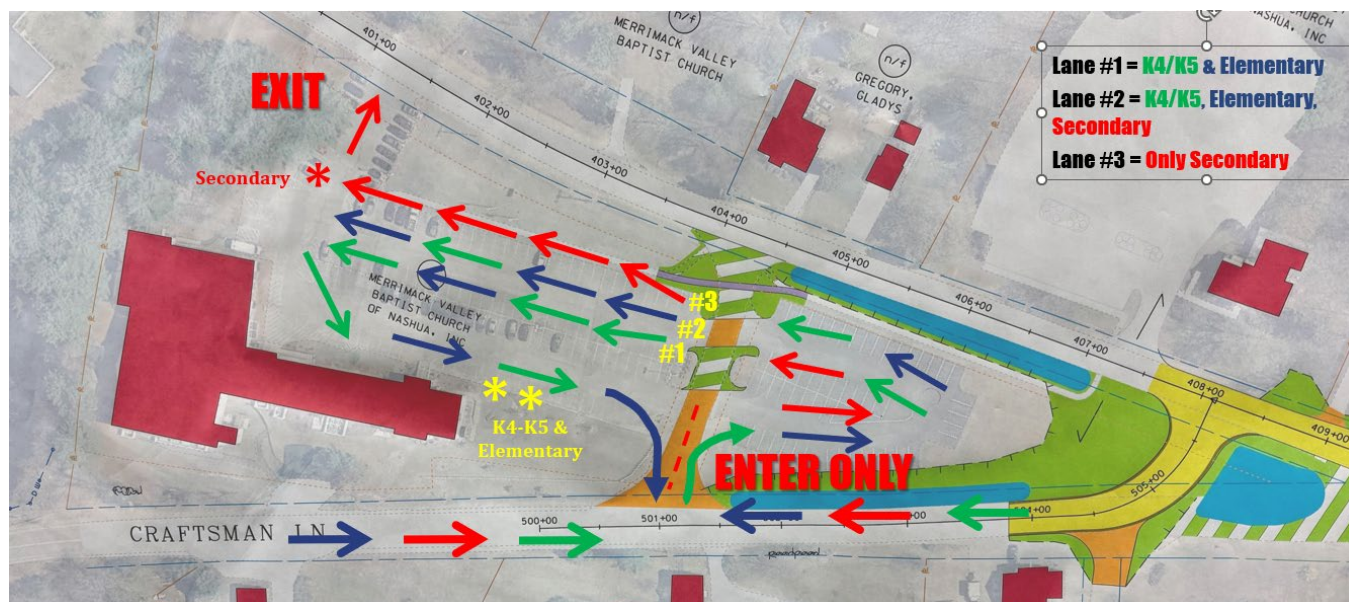 n/f
MERRIMACK VALLEY
BAPTIST CHURCH
n/f
GREGORY,
GLADYS
CHURCH
NASHUA, INC
Lane #1 = K4/K5 & Elementary
Lane #2 = K4/K5, Elementary,
Secondary
Lane #3 = Only Secondary
401+00
402+00
403+00
404+00
405+00
406+00
407+00
408+00
409+00
EXIT
Secondary *
MERRIMACK VALLEY
BAPTIST CHURCH
OF NASHUA, INC
#3
#2
#1
* *
K4-K5 &
Elementary
ENTER ONLY
CRAFTSMAN LN
500+00
501+00
505+00